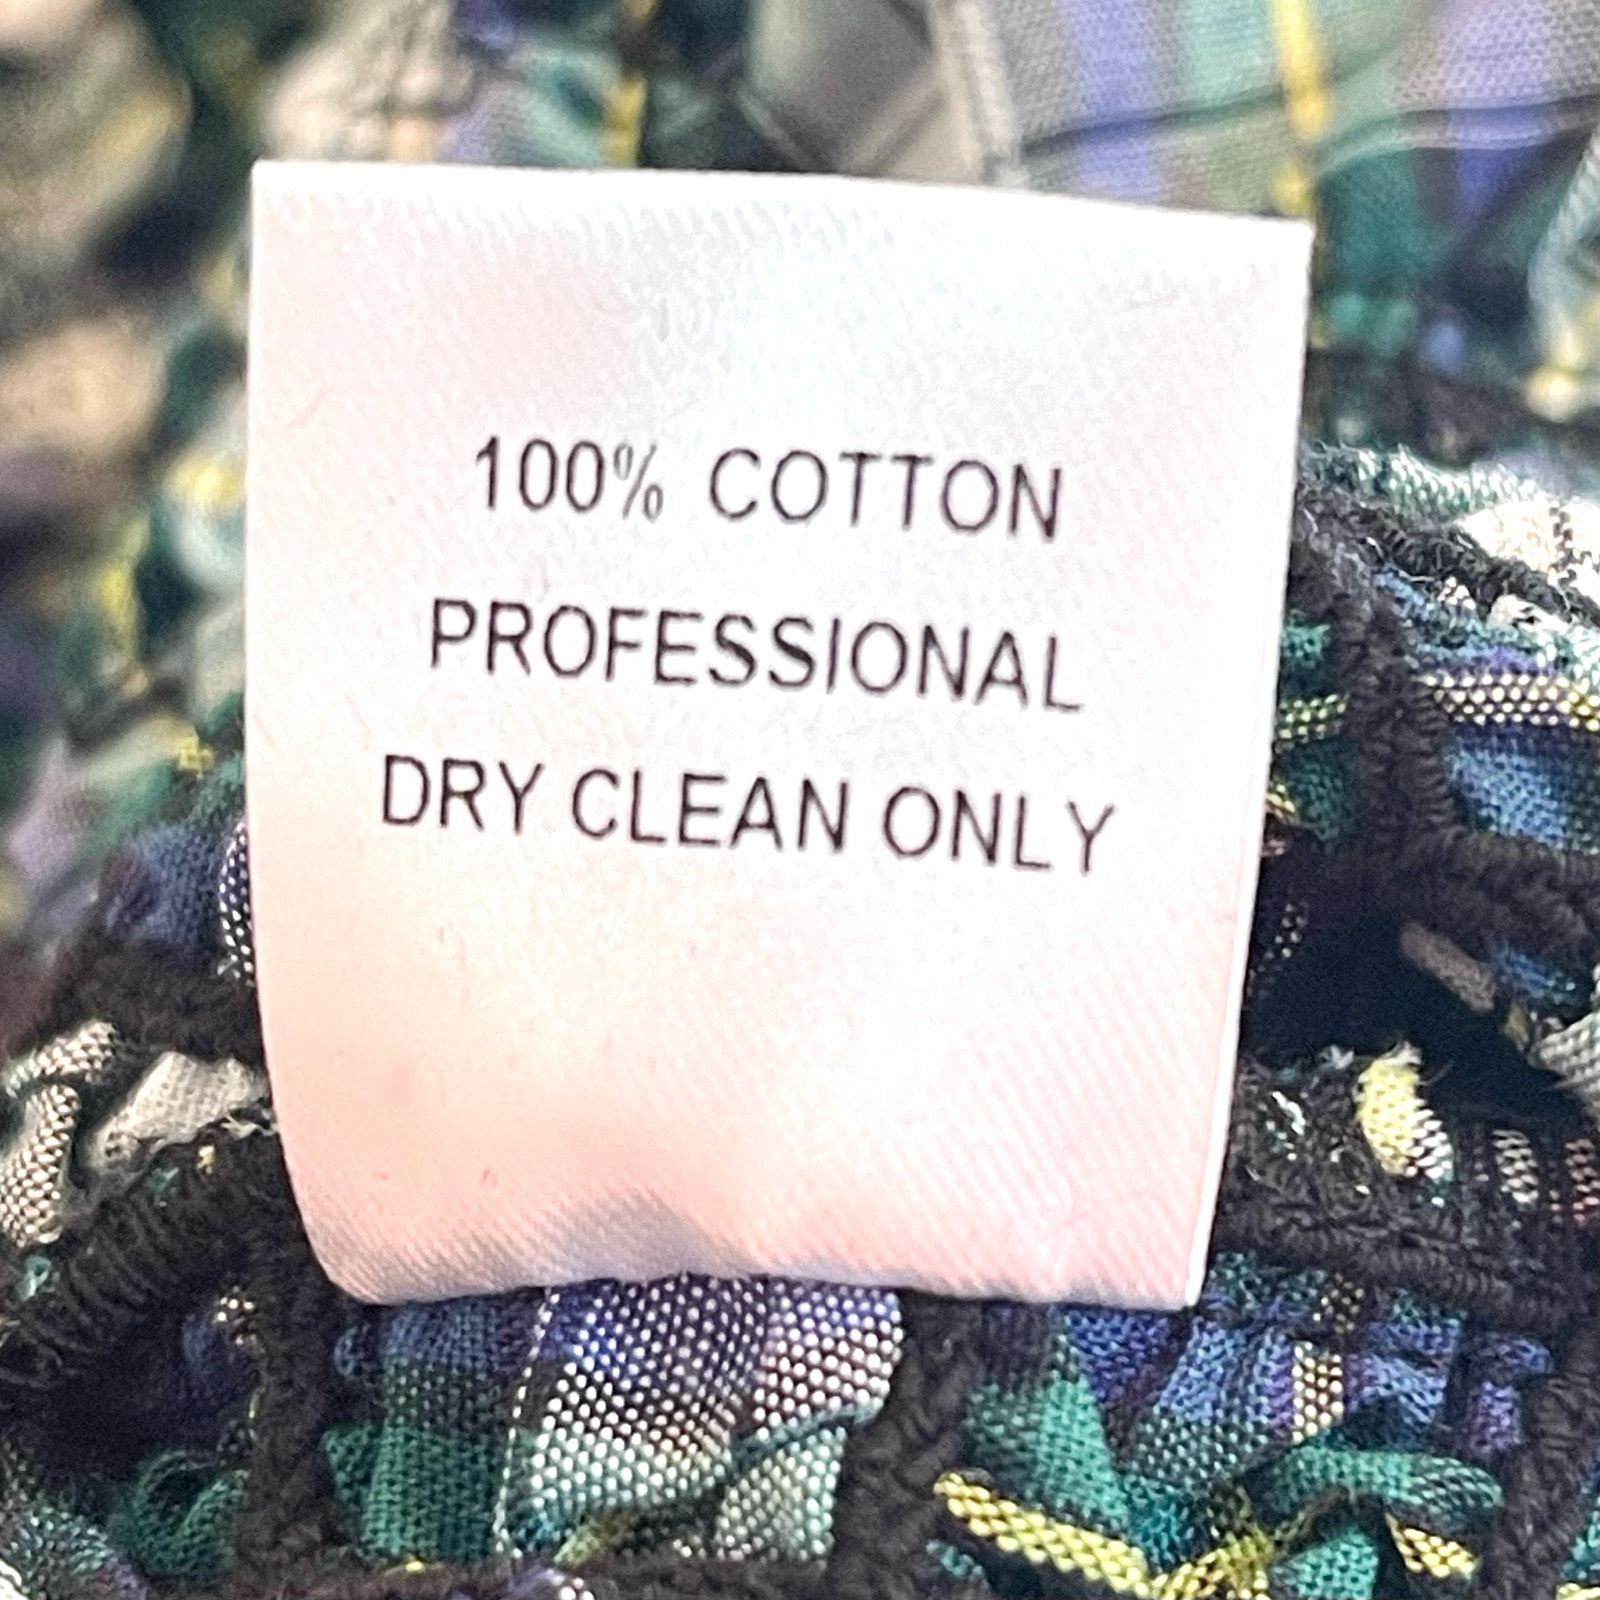 100% COTTON
PROFESSIONAL
DRY CLEAN ONLY